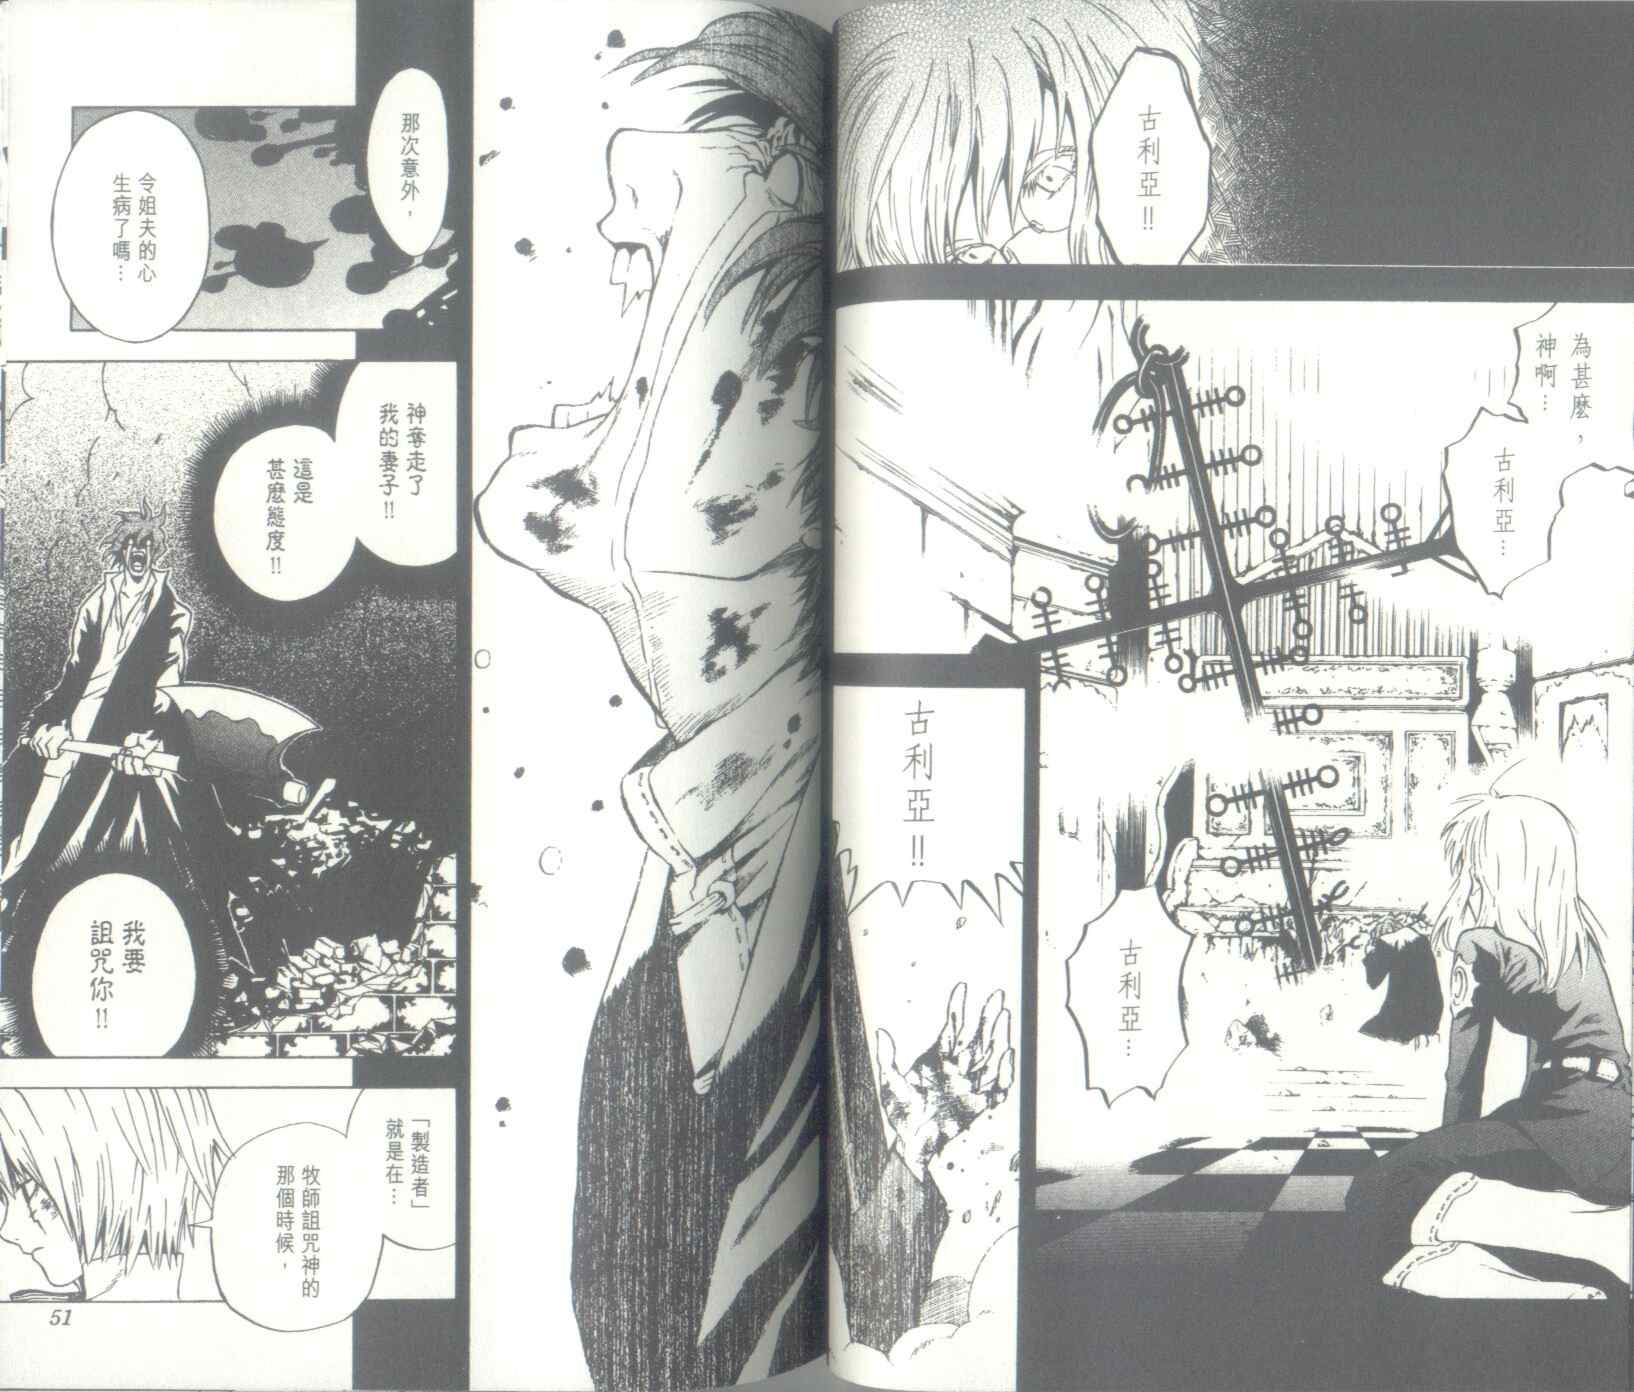 古利亞!!
為甚麼，
神啊…
古利亞…
古利亞…
古利亞!!
那次意外，
令姐夫的心
生病了嗎…
神奪走了
我的妻子!!
這是
甚麼態度!!
我要
詛咒你!!
「製造者」
就是在…
牧師詛咒神的
那個時候，
51